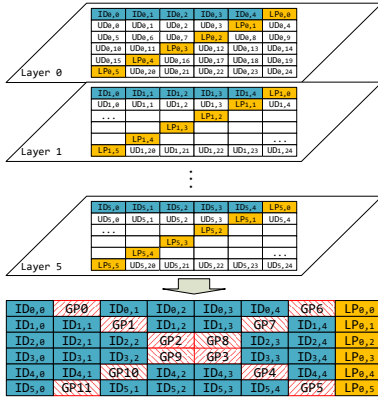 ID0,0 ID0,1 ID0,2 ID0,3 ID0,4 LP0,0
UD0,0 UD0,1 UD0,2 UD0,3 LP0,1 UD0,4
UD0,5 UD0,6 UD0,7 LP0,2 UD0,8 UD0,9
UD0,10 UD0,11 LP0,3 UD0,12 UD0,13 UD0,14
UD0,15 LP0,4 UD0,16 UD0,17 UD0,18 UD0,19
LP0,5 UD0,20 UD0,21 UD0,22 UD0,23 UD0,24
Layer 0
ID1,0 ID1,1 ID1,2 ID1,3 ID1,4 LP1,0
UD1,0 UD1,1 UD1,2 UD1,3 LP1,1 UD1,4
... LP1,2
LP1,3
LP1,4 ...
LP1,5 UD1,20 UD1,21 UD1,22 UD1,23 UD1,24
Layer 1
ID5,0 ID5,1 ID5,2 ID5,3 ID5,4 LP5,0
UD5,0 UD5,1 UD5,2 UD5,3 LP5,1 UD5,4
... LP5,2
LP5,3
LP5,4 ...
LP5,5 UD5,20 UD5,21 UD5,22 UD5,23 UD5,24
Layer 5
ID0,0 GP0 ID0,1 ID0,2 ID0,3 ID0,4 GP6 LP0,0
ID1,0 ID1,1 GP1 ID1,2 ID1,3 GP7 ID1,4 LP0,1
ID2,0 ID2,1 ID2,2 GP2 GP8 ID2,3 ID2,4 LP0,2
ID3,0 ID3,1 ID3,2 GP9 GP3 ID3,3 ID3,4 LP0,3
ID4,0 ID4,1 GP10 ID4,2 ID4,3 GP4 ID4,4 LP0,4
ID5,0 GP11 ID5,1 ID5,2 ID5,3 ID5,4 GP5 LP0,5